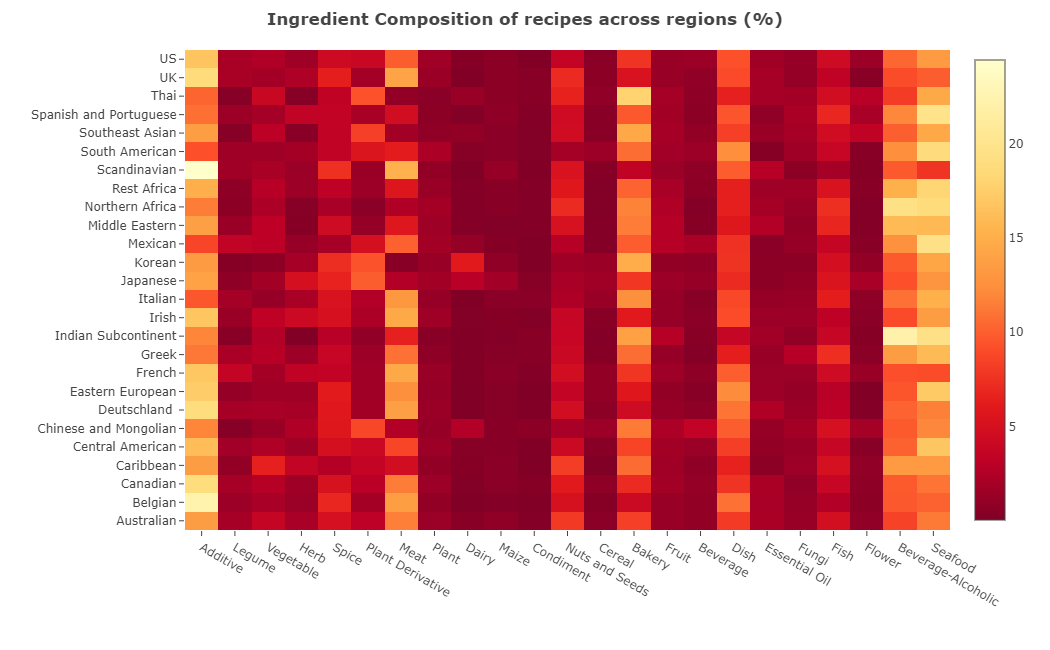 Ingredient Composition of recipes across regions (%)
US
UK
Thai
Spanish and Portuguese
Southeast Asian
South American
Scandinavian
Rest Africa
Northern Africa
Middle Eastern
Mexican
Korean
Japanese
Italian
Irish
Indian Subcontinent
Greek
French
Eastern European
Deutschland
Chinese and Mongolian
Central American
Caribbean
Canadian
Belgian
Australian
Additive
Legume
Vegetable
Herb
Spice
Plant Derivative
Meat
Plant
Dairy
Maize
Condiment
Nuts and Seeds
Cereal
Bakery
Fruit
Beverage
Dish
Essential Oil
Fungi
Fish
Flower
Beverage-Alcoholic
Seafood
20
15
10
5